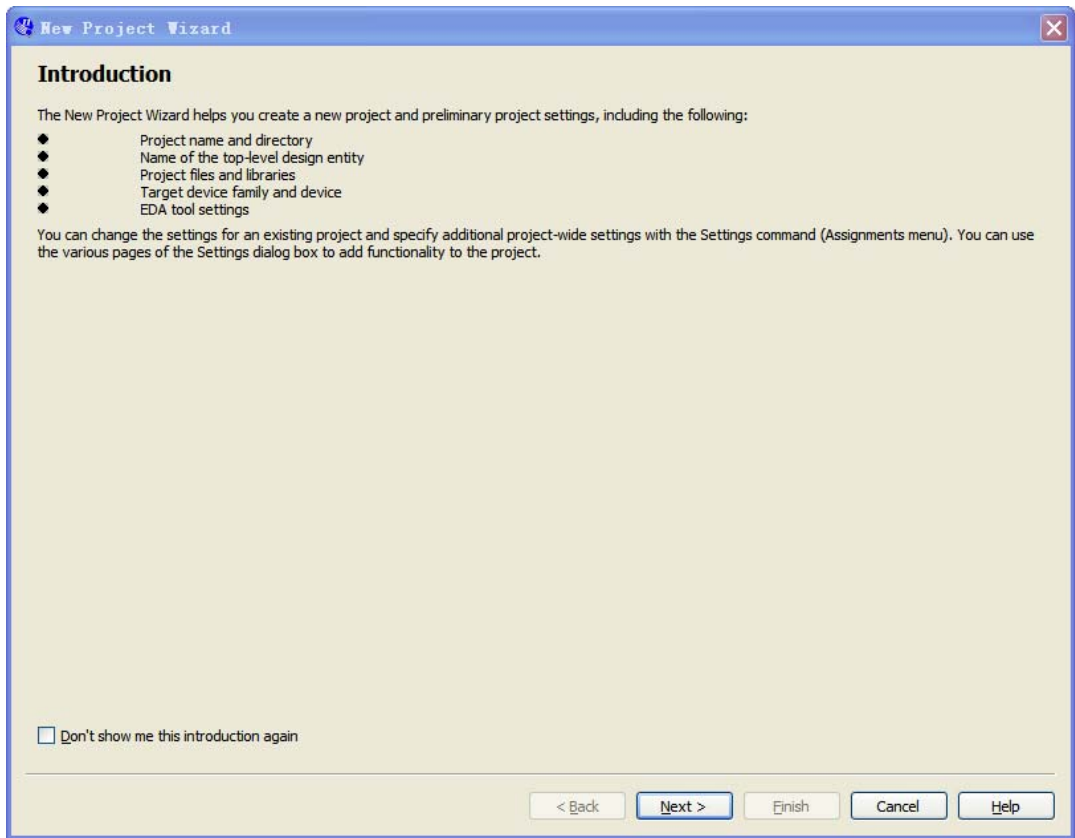 New Project Wizard
Introduction
The New Project Wizard helps you create a new project and preliminary project settings, including the following:
Project name and directory
Name of the top-level design entity
Project files and libraries
Target device family and device
EDA tool settings
You can change the settings for an existing project and specify additional project-wide settings with the Settings command (Assignments menu). You can use
the various pages of the Settings dialog box to add functionality to the project.
Don't show me this introduction again
< Back Next > Finish Cancel Help